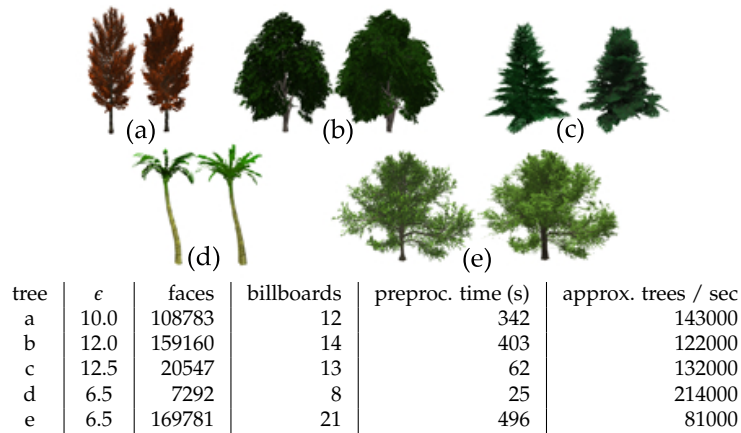 (a) (b) (c)
(d) (e)
tree ϵ faces billboards preproc. time (s) approx. trees / sec
a 10.0 108783 12 342 143000
b 12.0 159160 14 403 122000
c 12.5 20547 13 62 132000
d 6.5 7292 8 25 214000
e 6.5 169781 21 496 81000